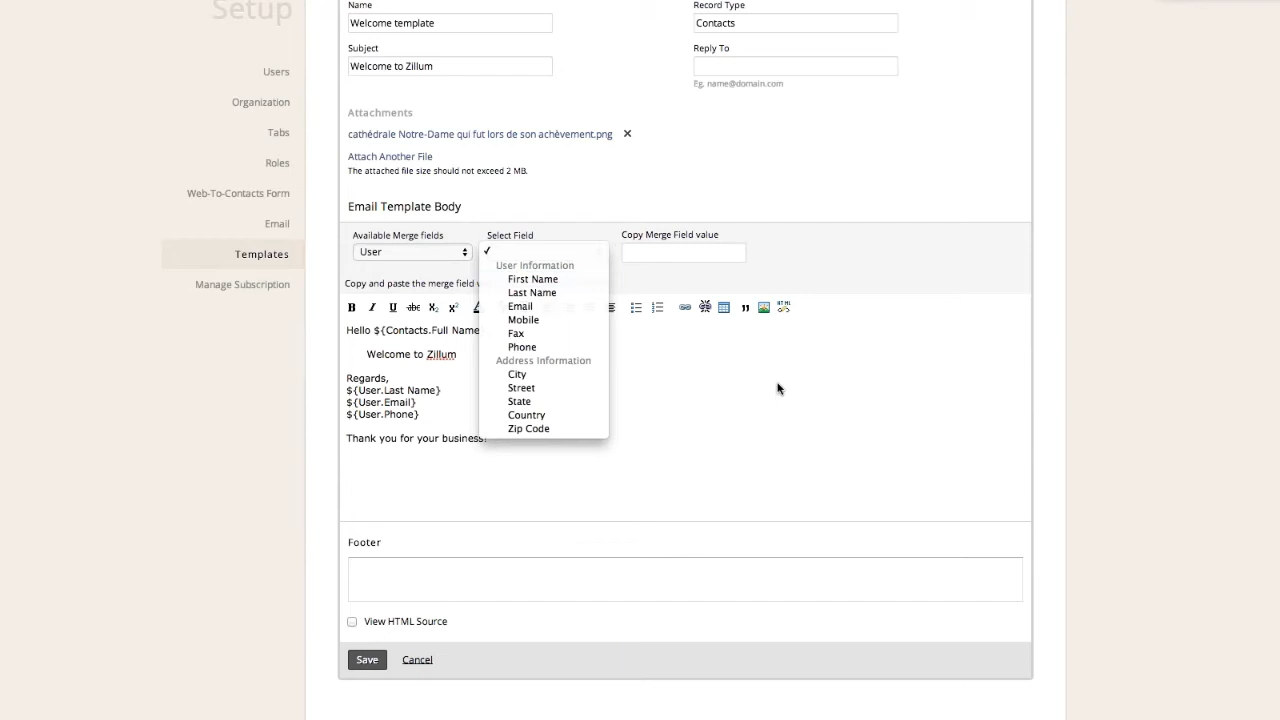 Setup
Users
Organization
Tabs
Roles
Web-To-Contacts Form
Email
Templates
Manage Subscription
Name
Welcome template
Record Type
Contacts
Subject
Welcome to Zillum
Reply To
Eg. name@domain.com
Attachments
cathédrale Notre-Dame qui fut lors de son achèvement.png
Attach Another File
The attached file size should not exceed 2 MB.
Email Template Body
Available Merge fields
User
Select Field
Copy Merge Field value
User Information
First Name
Last Name
Email
Mobile
Fax
Phone
Address Information
City
Street
State
Country
Zip Code
Copy and paste the merge field
B I U abc X₂ X² A
HTML
Hello ${Contacts.Full Name
Welcome to Zillum
Regards,
${User.Last Name}
${User.Email}
${User.Phone}
Thank you for your business!
Footer
View HTML Source
Save
Cancel